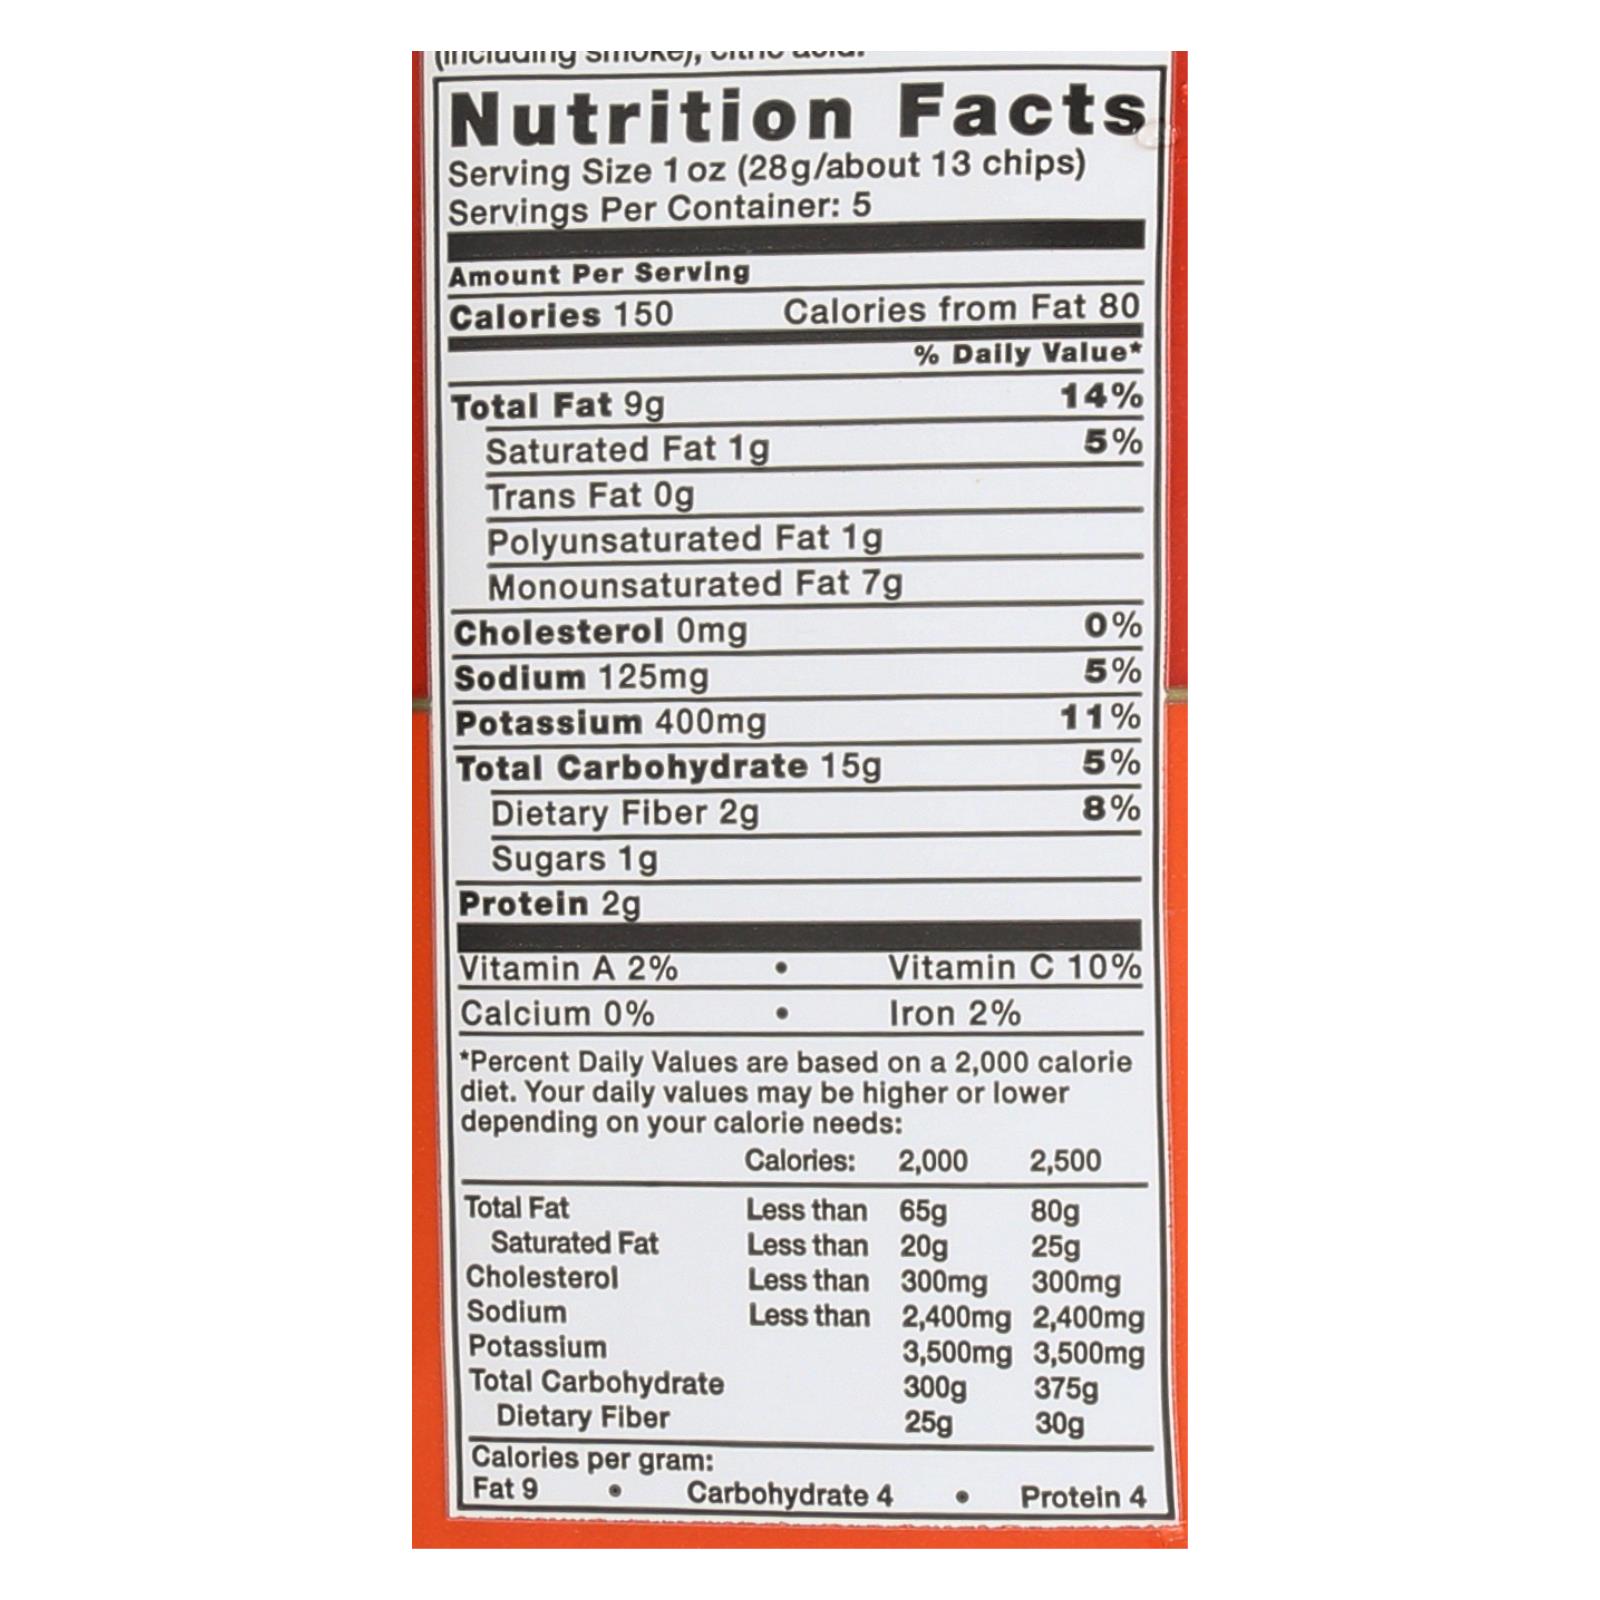 (including smoke), citric acid.
Nutrition Facts
Serving Size 1 oz (28g/about 13 chips)
Servings Per Container: 5
Amount Per Serving
Calories 150 Calories from Fat 80
% Daily Value*
Total Fat 9g 14%
Saturated Fat 1g 5%
Trans Fat 0g
Polyunsaturated Fat 1g
Monounsaturated Fat 7g
Cholesterol 0mg 0%
Sodium 125mg 5%
Potassium 400mg 11%
Total Carbohydrate 15g 5%
Dietary Fiber 2g 8%
Sugars 1g
Protein 2g
Vitamin A 2% • Vitamin C 10%
Calcium 0% • Iron 2%
*Percent Daily Values are based on a 2,000 calorie
diet. Your daily values may be higher or lower
depending on your calorie needs:
Calories: 2,000 2,500
Total Fat Less than 65g 80g
Saturated Fat Less than 20g 25g
Cholesterol Less than 300mg 300mg
Sodium Less than 2,400mg 2,400mg
Potassium 3,500mg 3,500mg
Total Carbohydrate 300g 375g
Dietary Fiber 25g 30g
Calories per gram:
Fat 9 • Carbohydrate 4 • Protein 4